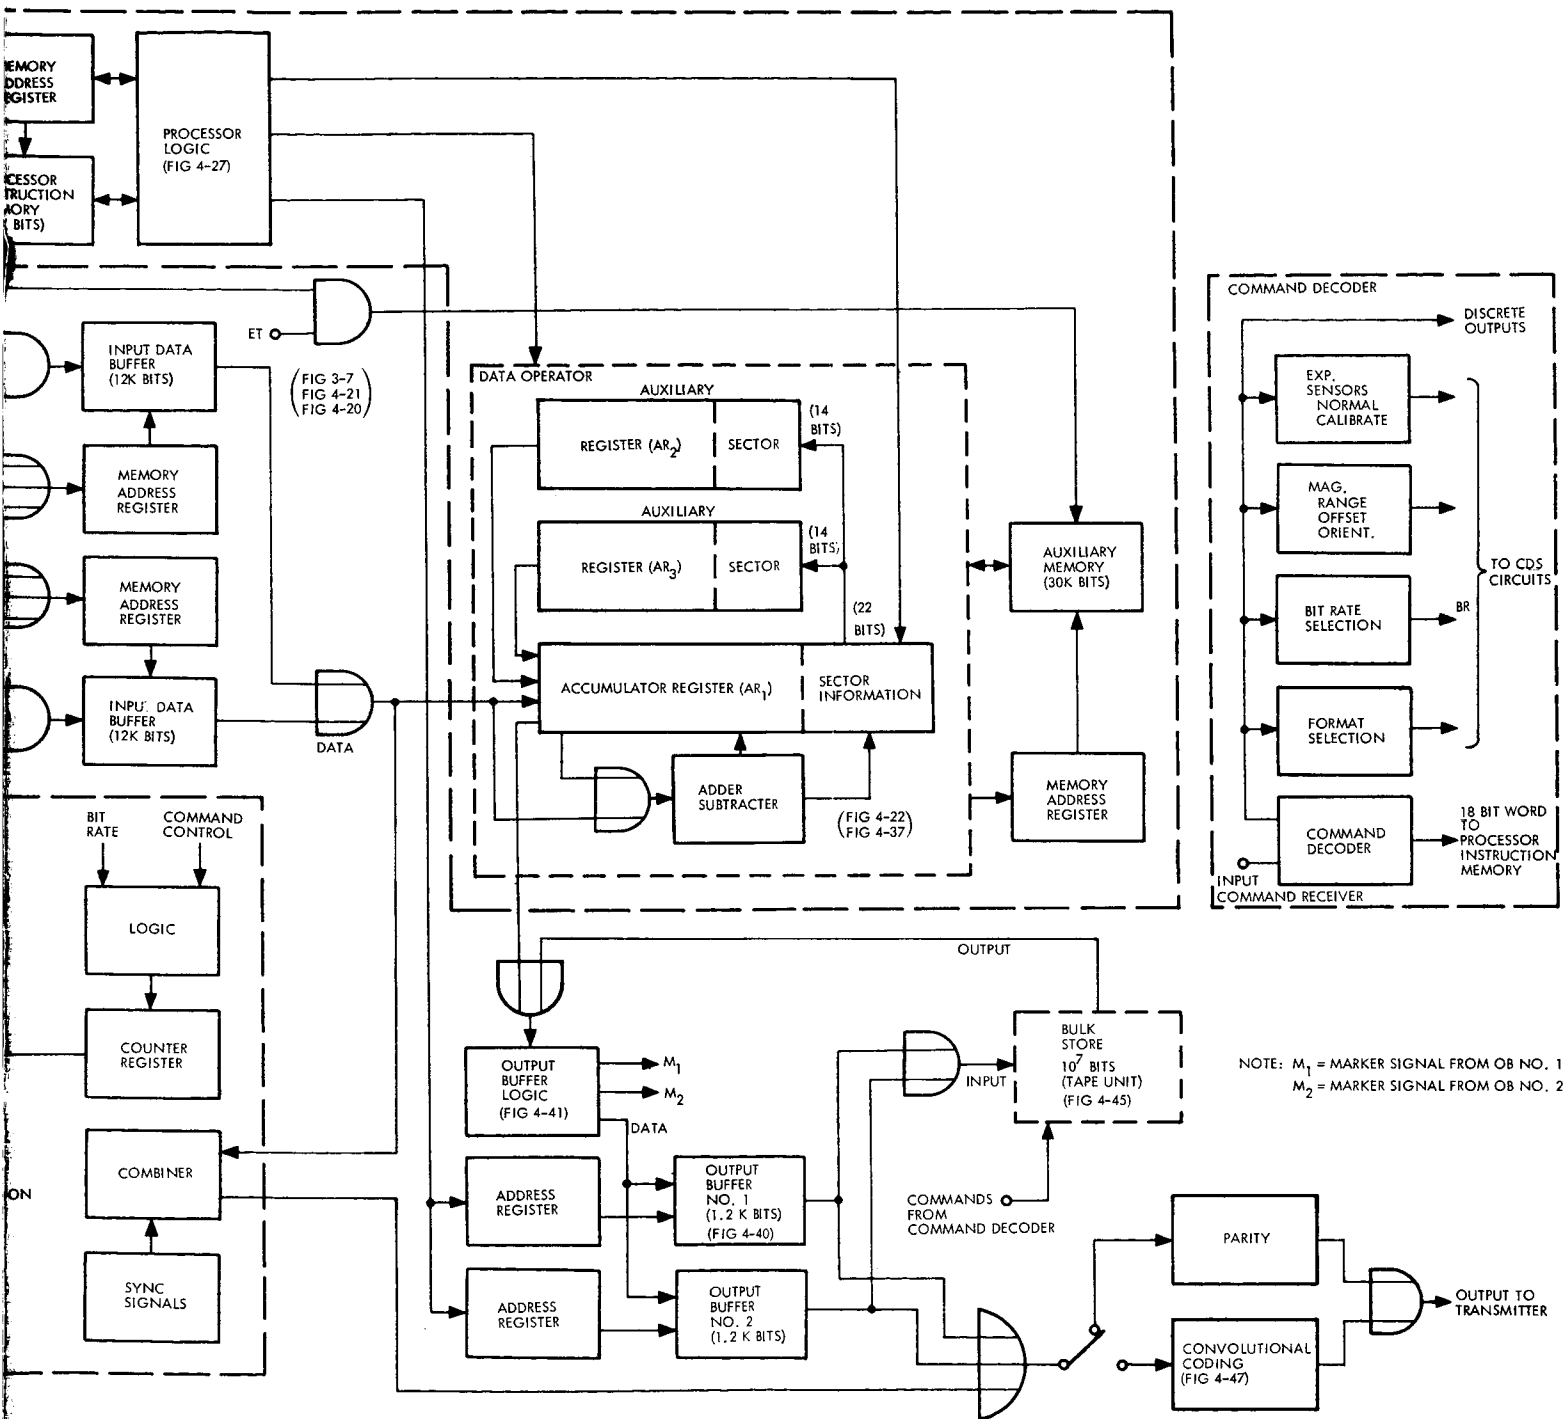 EMORY
DDRESS
EGISTER
CESSOR
TRUCTION
MORY
BITS)
PROCESSOR
LOGIC
(FIG 4-27)
ET
(FIG 3-7
FIG 4-21
FIG 4-20)
INPUT DATA
BUFFER
(12K BITS)
MEMORY
ADDRESS
REGISTER
MEMORY
ADDRESS
REGISTER
INPUT DATA
BUFFER
(12K BITS)
DATA
DATA OPERATOR
AUXILIARY
REGISTER (AR2)
SECTOR
(14
BITS)
AUXILIARY
REGISTER (AR3)
SECTOR
(14
BITS)
(22
BITS)
ACCUMULATOR REGISTER (AR1)
SECTOR
INFORMATION
ADDER
SUBTRACTER
(FIG 4-22
FIG 4-37)
AUXILIARY
MEMORY
(30K BITS)
MEMORY
ADDRESS
REGISTER
COMMAND DECODER
DISCRETE
OUTPUTS
EXP.
SENSORS
NORMAL
CALIBRATE
MAG.
RANGE
OFFSET
ORIENT.
BIT RATE
SELECTION
BR
TO CDS
CIRCUITS
FORMAT
SELECTION
COMMAND
DECODER
18 BIT WORD
TO
PROCESSOR
INSTRUCTION
MEMORY
INPUT
COMMAND RECEIVER
BIT
RATE
COMMAND
CONTROL
LOGIC
COUNTER
REGISTER
COMBINER
ON
SYNC
SIGNALS
OUTPUT
OUTPUT
BUFFER
LOGIC
(FIG 4-41)
M1
M2
DATA
ADDRESS
REGISTER
OUTPUT
BUFFER
NO. 1
(1.2 K BITS)
(FIG 4-40)
ADDRESS
REGISTER
OUTPUT
BUFFER
NO. 2
(1.2 K BITS)
INPUT
BULK
STORE
10^7 BITS
(TAPE UNIT)
(FIG 4-45)
COMMANDS
FROM
COMMAND DECODER
NOTE: M1 = MARKER SIGNAL FROM OB NO. 1
M2 = MARKER SIGNAL FROM OB NO. 2
PARITY
CONVOLUTIONAL
CODING
(FIG 4-47)
OUTPUT TO
TRANSMITTER